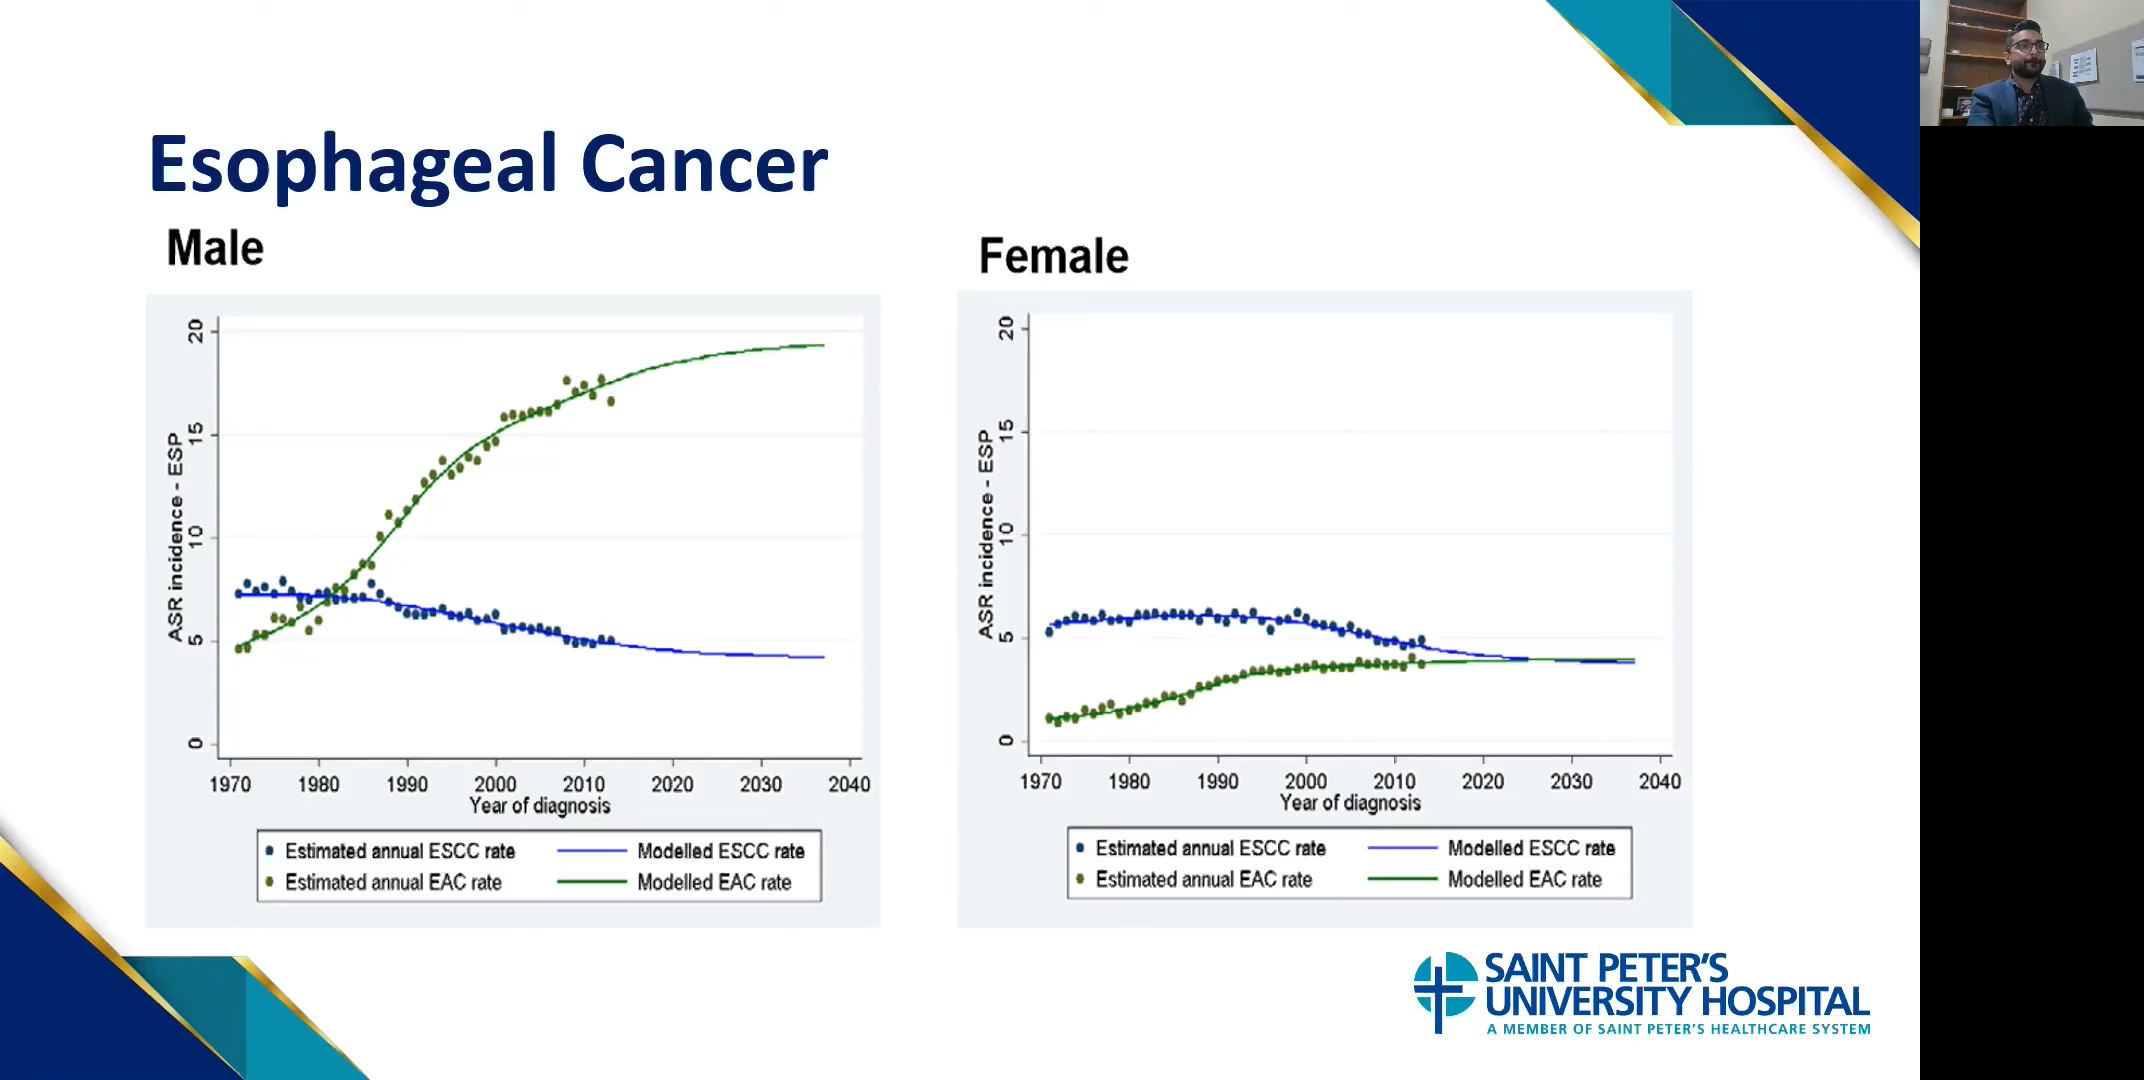 Esophageal Cancer
Male
20
15
10
5
0
ASR incidence - ESP
1970 1980 1990 2000 2010 2020 2030 2040
Year of diagnosis
Estimated annual ESCC rate Modelled ESCC rate
Estimated annual EAC rate Modelled EAC rate
Female
20
15
10
5
0
ASR incidence - ESP
1970 1980 1990 2000 2010 2020 2030 2040
Year of diagnosis
Estimated annual ESCC rate Modelled ESCC rate
Estimated annual EAC rate Modelled EAC rate
SAINT PETER'S
UNIVERSITY HOSPITAL
A MEMBER OF SAINT PETER'S HEALTHCARE SYSTEM